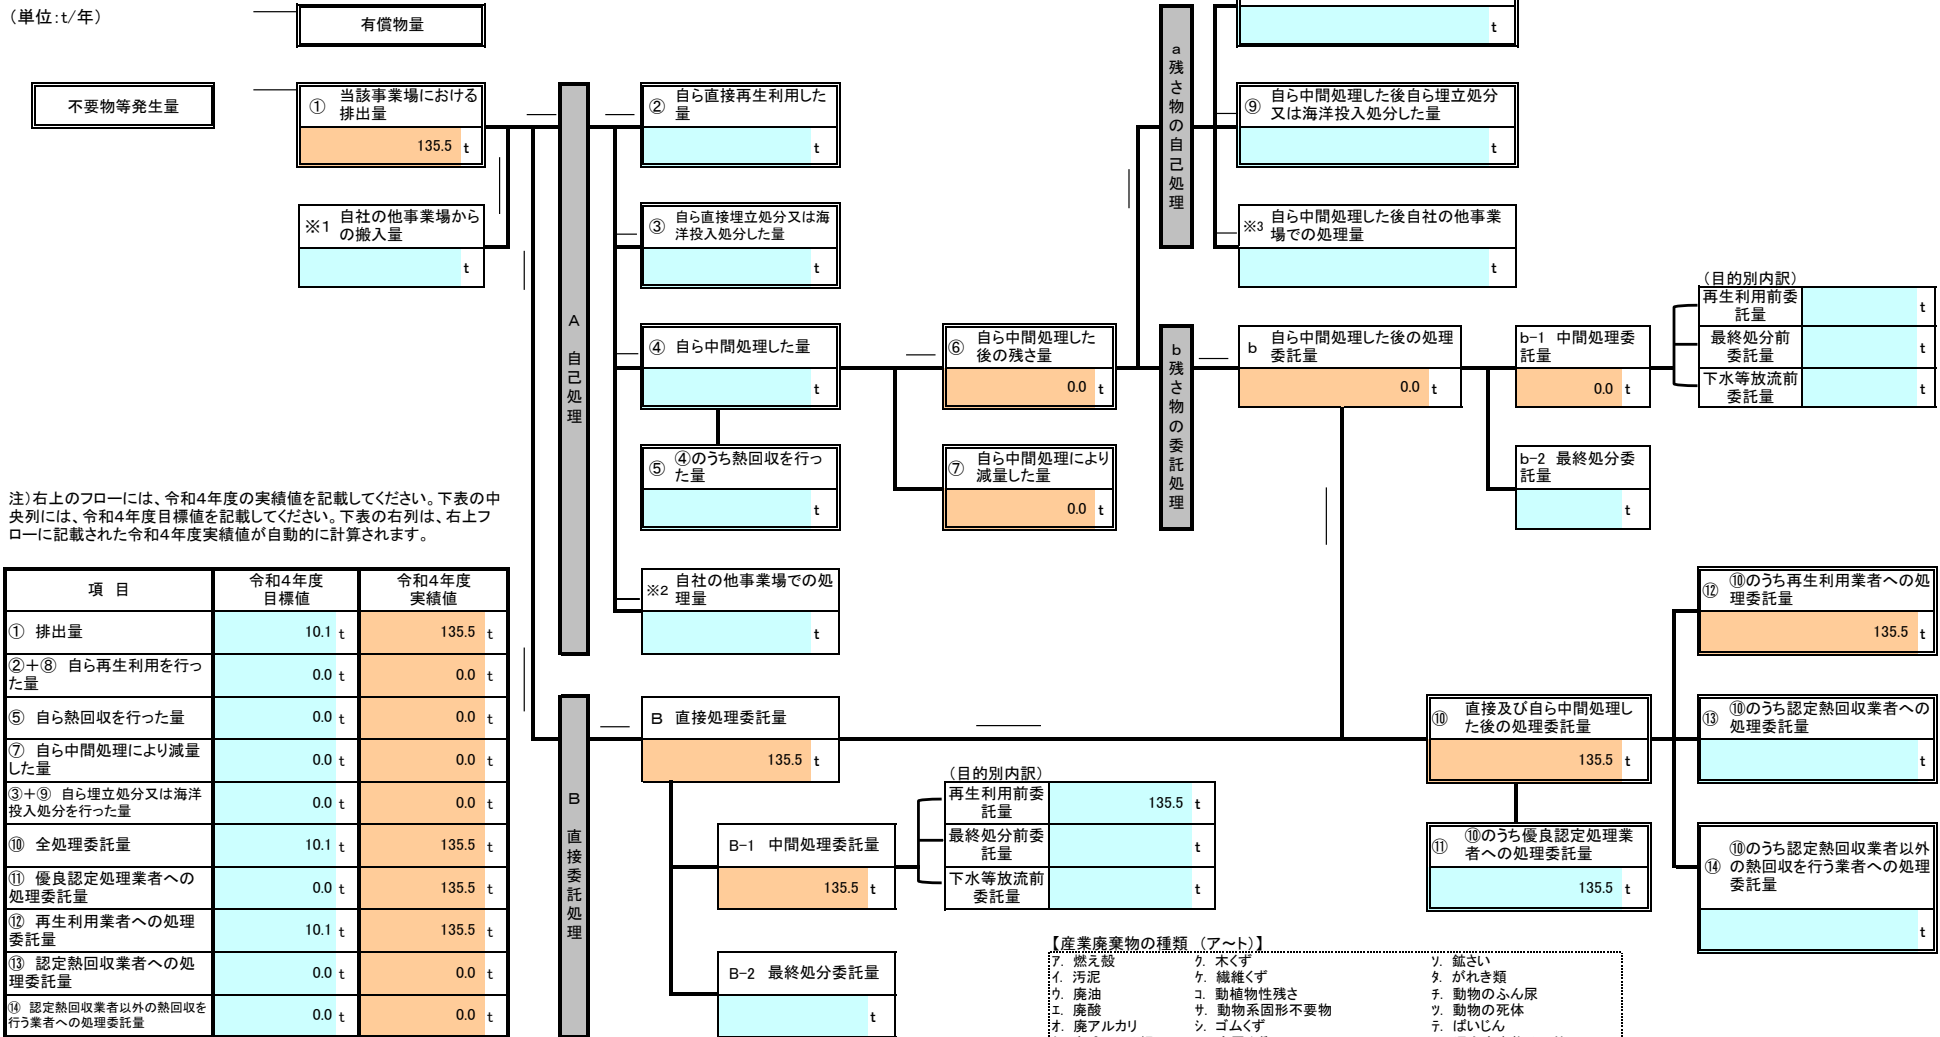 （単位：t/年）
有償物量
t
不要物等発生量
① 当該事業場における
排出量
135.5 t
※1 自社の他事業場から
の搬入量
t
A 自己処理
② 自ら直接再生利用した
量
t
③ 自ら直接埋立処分又は海
洋投入処分した量
t
④ 自ら中間処理した量
t
⑤ ④のうち熱回収を行っ
た量
t
※2 自社の他事業場での処
理量
t
⑥ 自ら中間処理した
後の残さ量
0.0 t
⑦ 自ら中間処理により
減量した量
0.0 t
a 残さ物の自己処理
⑨ 自ら中間処理した後自ら埋立処分
又は海洋投入処分した量
t
※3 自ら中間処理した後自社の他事業
場での処理量
t
b 残さ物の委託処理
b 自ら中間処理した後の処理
委託量
0.0 t
b-1 中間処理委
託量
0.0 t
b-2 最終処分委
託量
t
（目的別内訳）
再生利用前委
託量
t
最終処分前
委託量
t
下水等放流前
委託量
t
注）右上のフローには、令和４年度の実績値を記載してください。下表の中
央列には、令和４年度目標値を記載してください。下表の右列は、右上フ
ローに記載された令和４年度実績値が自動的に計算されます。
項 目 令和４年度 目標値 令和４年度 実績値
① 排出量 10.1 t 135.5 t
②＋⑧ 自ら再生利用を行っ
た量 0.0 t 0.0 t
⑤ 自ら熱回収を行った量 0.0 t 0.0 t
⑦ 自ら中間処理により減量
した量 0.0 t 0.0 t
③＋⑨ 自ら埋立処分又は海洋
投入処分を行った量 0.0 t 0.0 t
⑩ 全処理委託量 10.1 t 135.5 t
⑪ 優良認定処理業者への
処理委託量 0.0 t 135.5 t
⑫ 再生利用業者への処理
委託量 10.1 t 135.5 t
⑬ 認定熱回収業者への処
理委託量 0.0 t 0.0 t
⑭ 認定熱回収業者以外の熱回収を
行う業者への処理委託量 0.0 t 0.0 t
B 直接委託処理
B 直接処理委託量
135.5 t
B-1 中間処理委託量
135.5 t
B-2 最終処分委託量
t
（目的別内訳）
再生利用前委
託量
135.5 t
最終処分前委
託量
t
下水等放流前
委託量
t
⑩ 直接及び自ら中間処理し
た後の処理委託量
135.5 t
⑪ ⑩のうち優良認定処理業
者への処理委託量
135.5 t
⑫ ⑩のうち再生利用業者への処
理委託量
135.5 t
⑬ ⑩のうち認定熱回収業者への
処理委託量
t
⑭ ⑩のうち認定熱回収業者以外
の熱回収を行う業者への処理
委託量
t
【産業廃棄物の種類 （ア～ト）】
ア. 燃え殻 ク. 木くず ソ. 鉱さい
イ. 汚泥 ケ. 繊維くず タ. がれき類
ウ. 廃油 コ. 動植物性残さ チ. 動物のふん尿
エ. 廃酸 サ. 動物系固形不要物 ツ. 動物の死体
オ. 廃アルカリ シ. ゴムくず テ. ばいじん